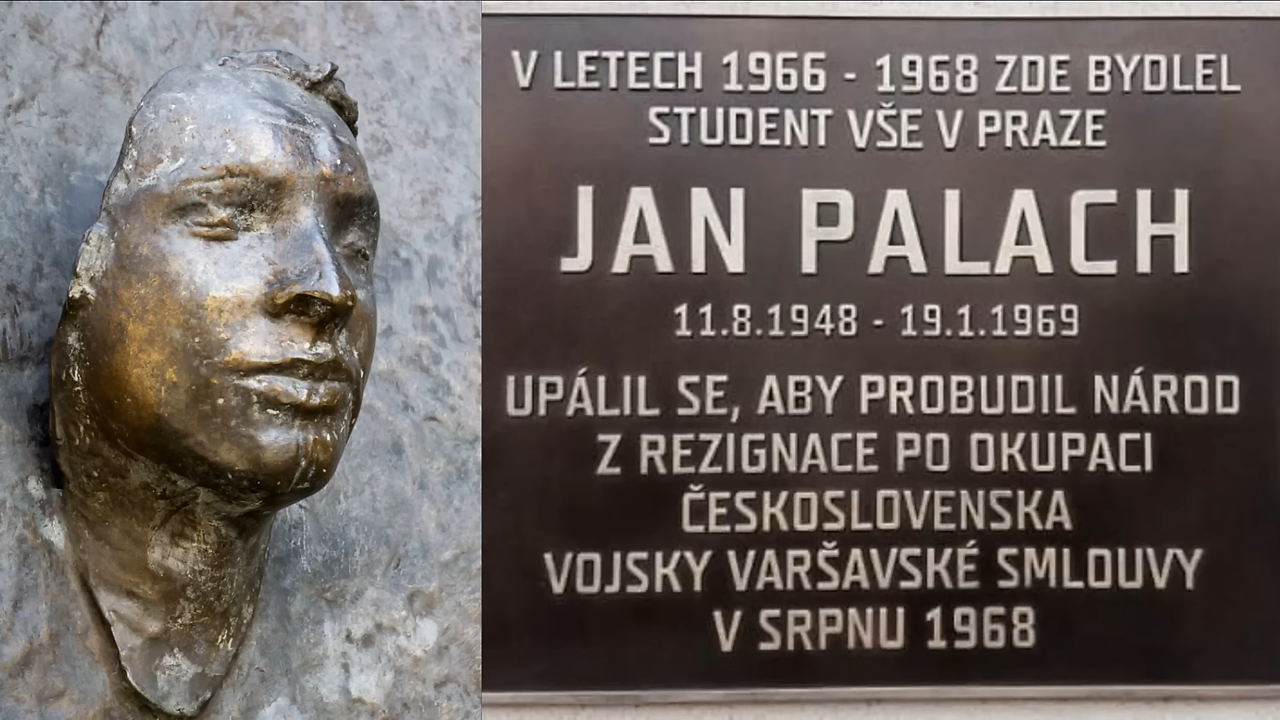 V LETECH 1966 - 1968 ZDE BYDLEL
STUDENT VŠE V PRAZE
JAN PALACH
11.8.1948 - 19.1.1969
UPÁLIL SE, ABY PROBUDIL NÁROD
Z REZIGNACE PO OKUPACI
ČESKOSLOVENSKA
VOJSKY VARŠAVSKÉ SMLOUVY
V SRPNU 1968